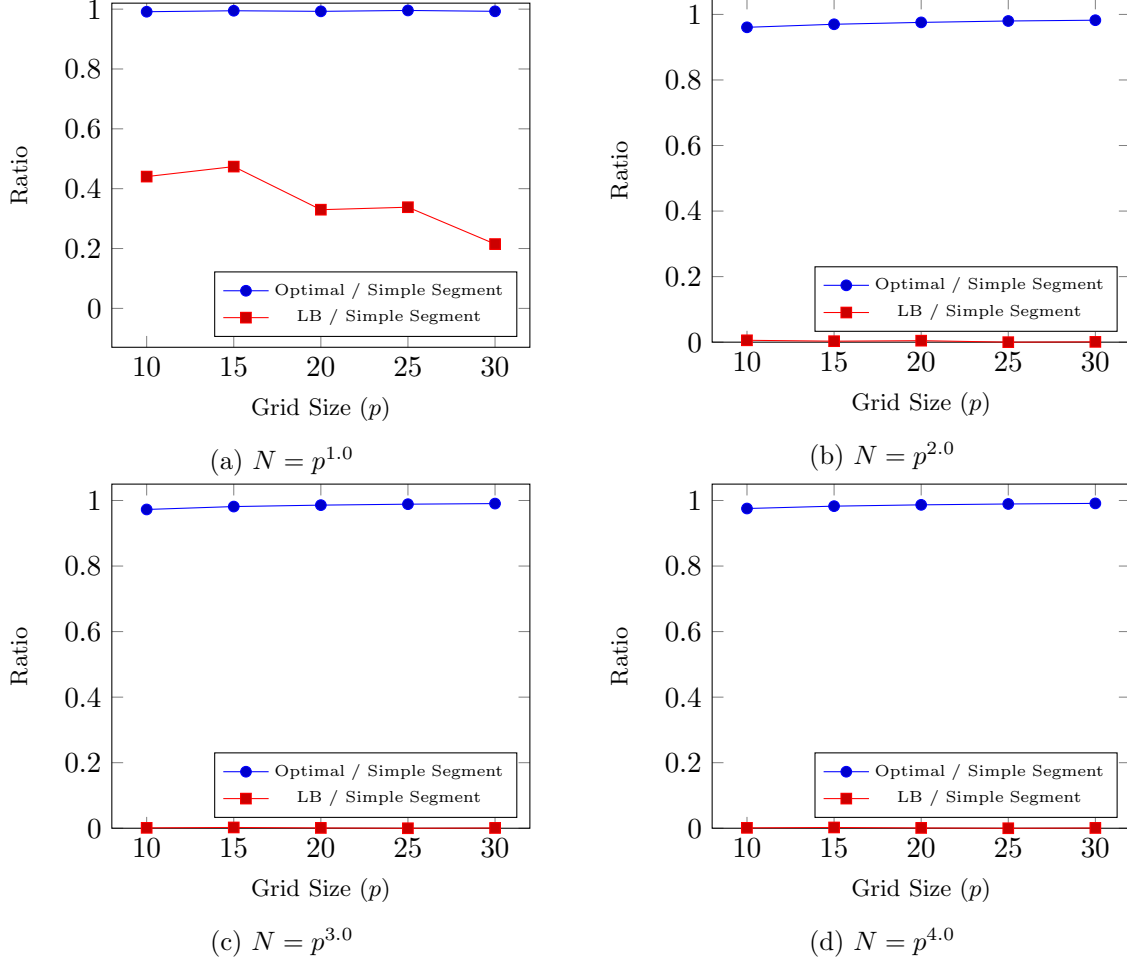 1
0.8
0.6
0.4
0.2
0
10 15 20 25 30
Ratio
Grid Size (p)
Optimal / Simple Segment
LB / Simple Segment
(a) N = p^{1.0}
1
0.8
0.6
0.4
0.2
0
10 15 20 25 30
Ratio
Grid Size (p)
Optimal / Simple Segment
LB / Simple Segment
(b) N = p^{2.0}
1
0.8
0.6
0.4
0.2
0
10 15 20 25 30
Ratio
Grid Size (p)
Optimal / Simple Segment
LB / Simple Segment
(c) N = p^{3.0}
1
0.8
0.6
0.4
0.2
0
10 15 20 25 30
Ratio
Grid Size (p)
Optimal / Simple Segment
LB / Simple Segment
(d) N = p^{4.0}